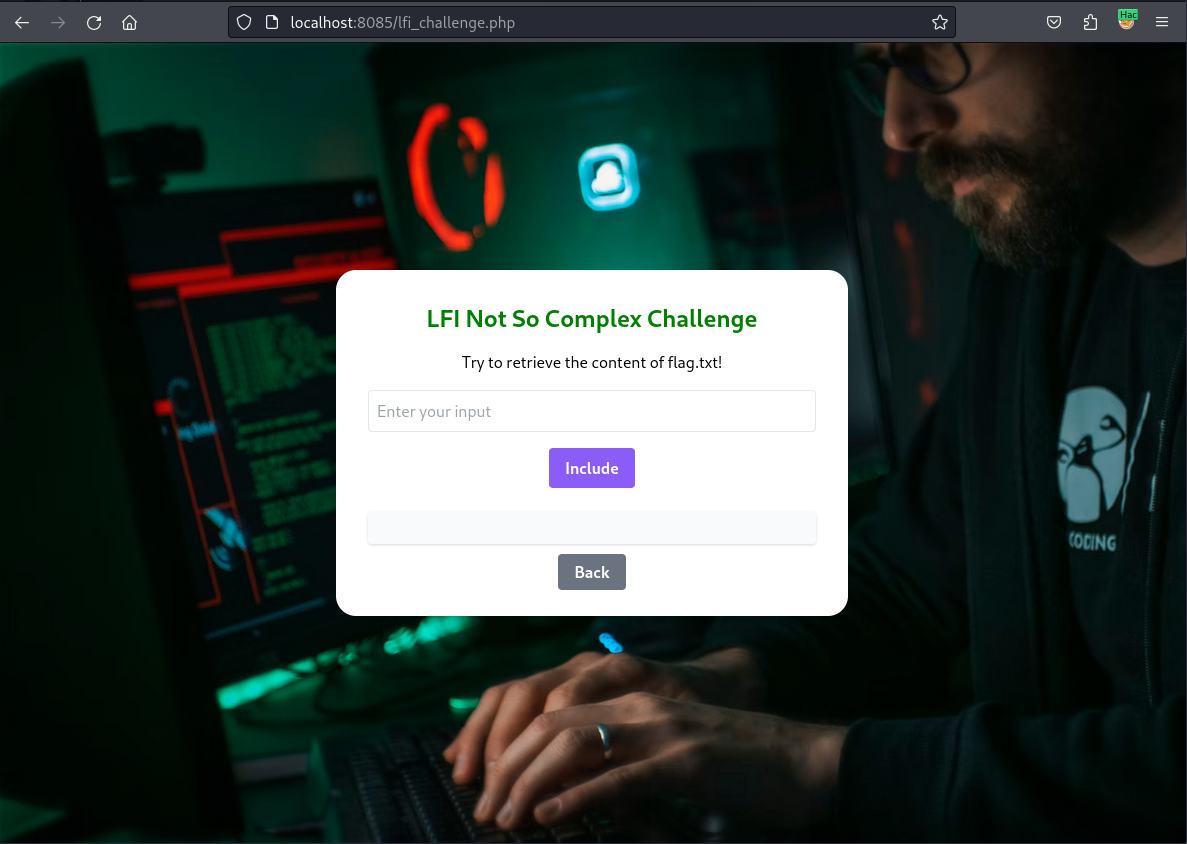 localhost:8085/lfi_challenge.php
Hac
LFI Not So Complex Challenge
Try to retrieve the content of flag.txt!
Enter your input
Include
Back
CODING